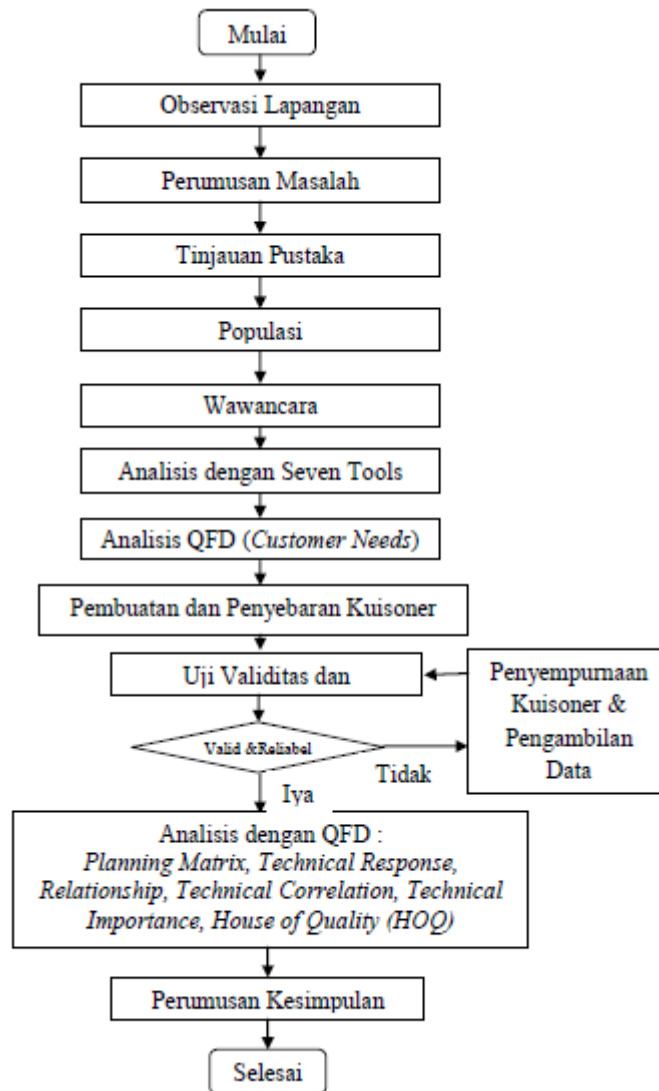 Mulai
Observasi Lapangan
Perumusan Masalah
Tinjauan Pustaka
Populasi
Wawancara
Analisis dengan Seven Tools
Analisis QFD (Customer Needs)
Pembuatan dan Penyebaran Kuisoner
Uji Validitas dan
Penyempurnaan
Kuisoner &
Pengambilan
Data
Valid &Reliabel
Tidak
Iya
Analisis dengan QFD :
Planning Matrix, Technical Response,
Relationship, Technical Correlation, Technical
Importance, House of Quality (HOQ)
Perumusan Kesimpulan
Selesai